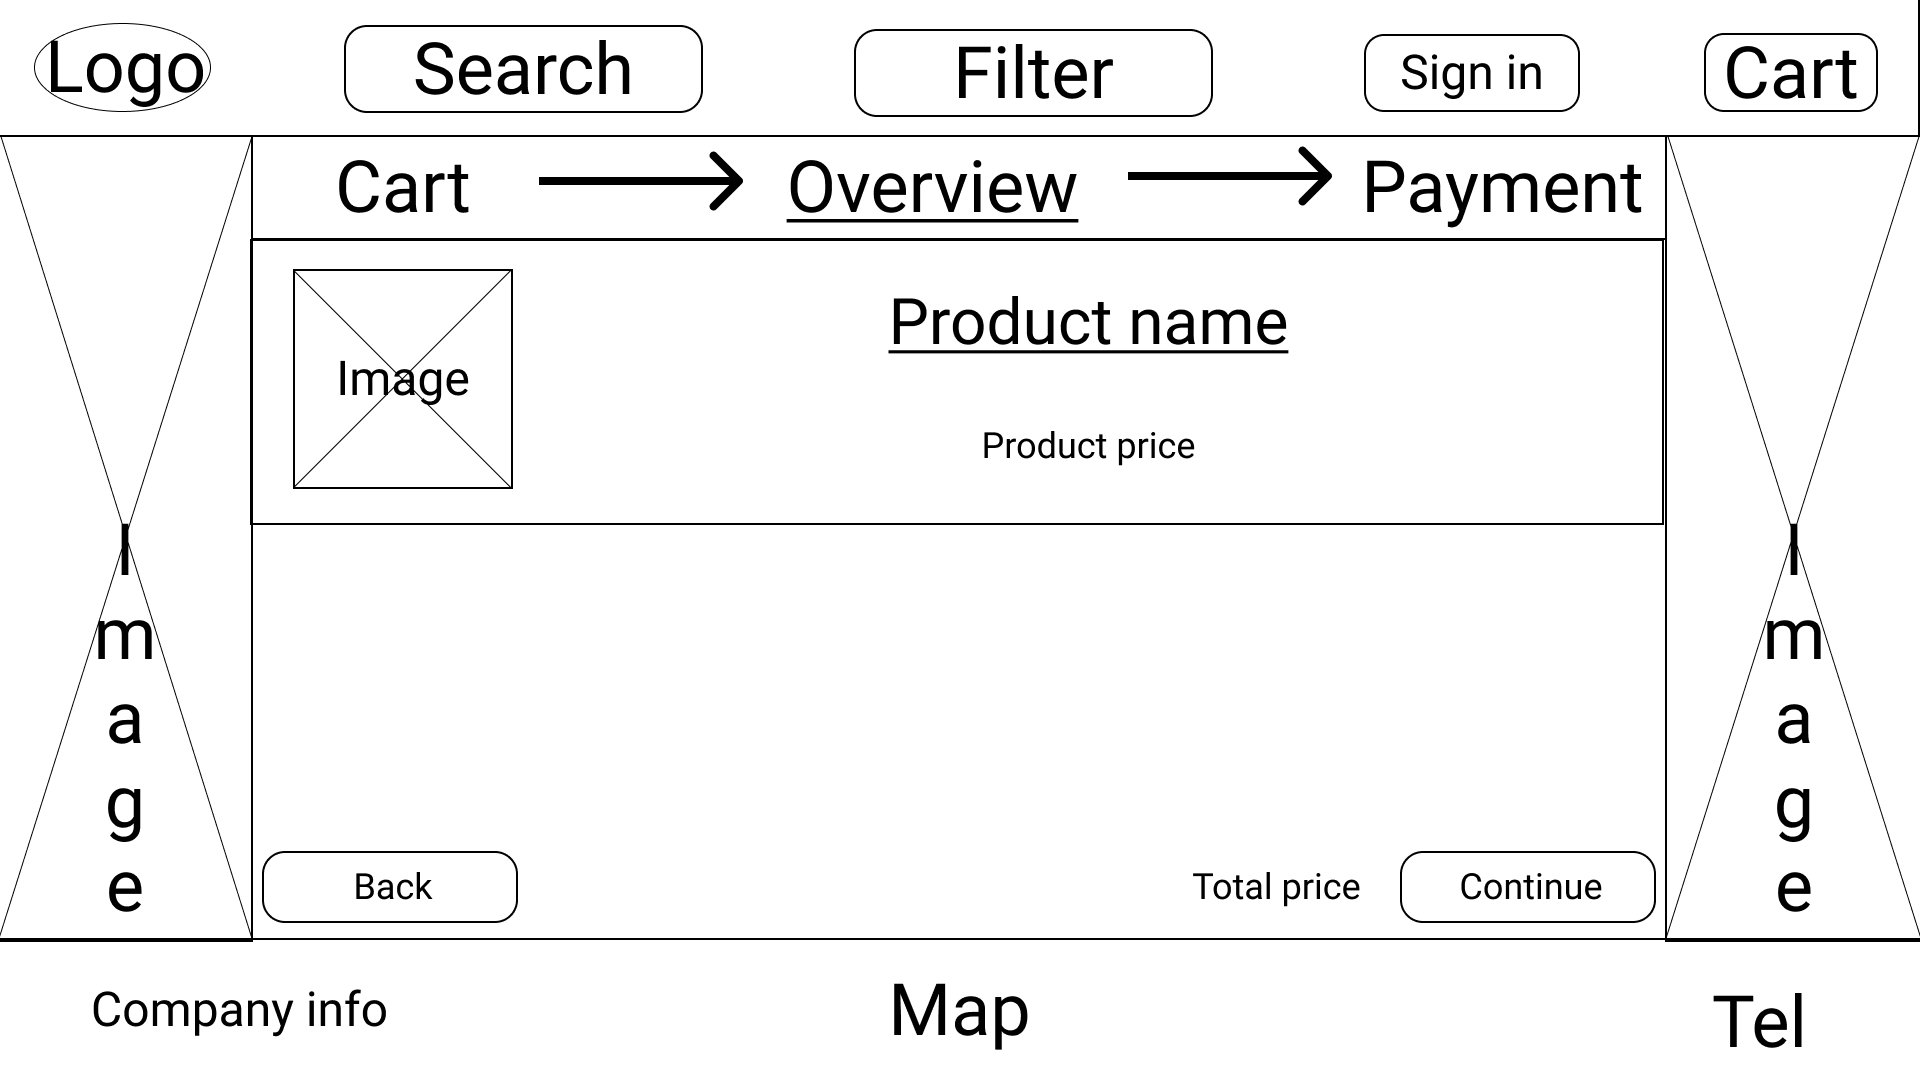 Logo
Search
Filter
Sign in
Cart
Cart
Overview
Payment
Image
Product name
Product price
I
m
a
g
e
I
m
a
g
e
Back
Total price
Continue
Company info
Map
Tel